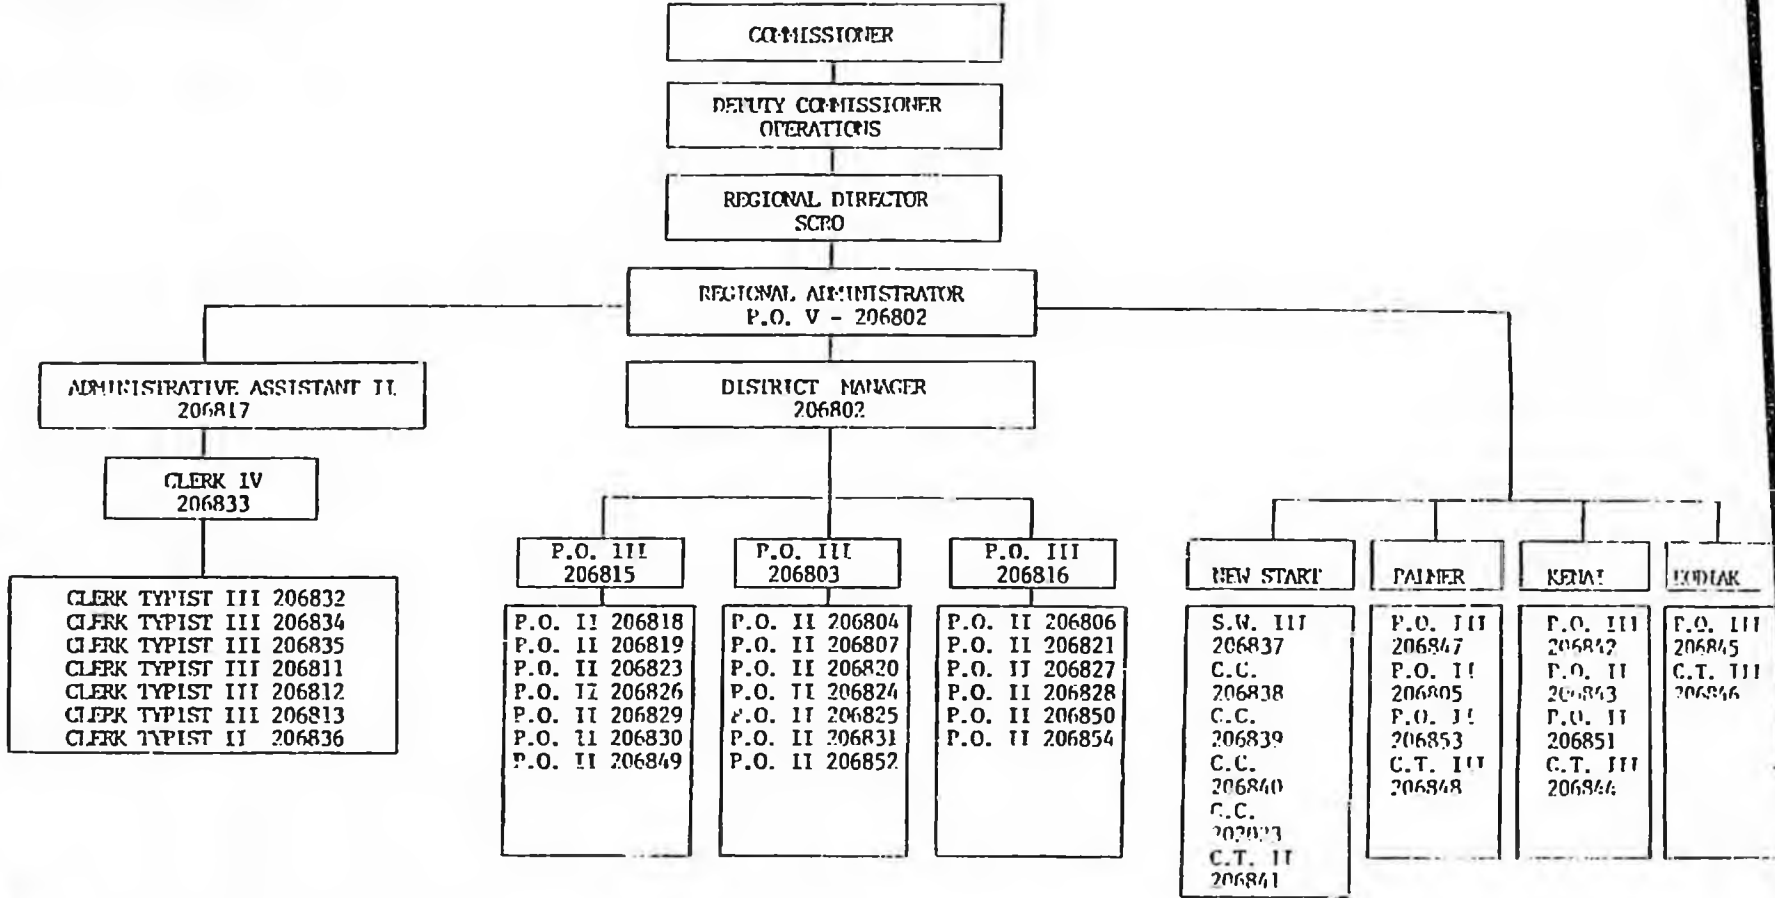 COMMISSIONER
DEPUTY COMMISSIONER
OPERATIONS
REGIONAL DIRECTOR
SCRO
REGIONAL ADMINISTRATOR
P.O. V - 206802
ADMINISTRATIVE ASSISTANT II
206817
DISTRICT MANAGER
206802
CLERK IV
206833
CLERK TYPIST III 206832
CLERK TYPIST III 206834
CLERK TYPIST III 206835
CLERK TYPIST III 206811
CLERK TYPIST III 206812
CLERK TYPIST III 206813
CLERK TYPIST II 206836
P.O. III
206815
P.O. II 206818
P.O. II 206819
P.O. II 206823
P.O. II 206826
P.O. II 206829
P.O. II 206830
P.O. II 206849
P.O. III
206803
P.O. II 206804
P.O. II 206807
P.O. II 206820
P.O. II 206824
P.O. II 206825
P.O. II 206831
P.O. II 206852
P.O. III
206816
P.O. II 206806
P.O. II 206821
P.O. II 206827
P.O. II 206828
P.O. II 206850
P.O. II 206854
NEW START
S.W. III
206837
C.C.
206838
C.C.
206839
C.C.
206840
C.C.
C.T. II
206841
PALMER
P.O. III
206847
P.O. II
206805
P.O. II
206853
C.T. III
206848
KENAI
P.O. III
206842
P.O. II
206843
P.O. II
206851
C.T. III
206844
KODIAK
P.O. III
206845
C.T. III
206846